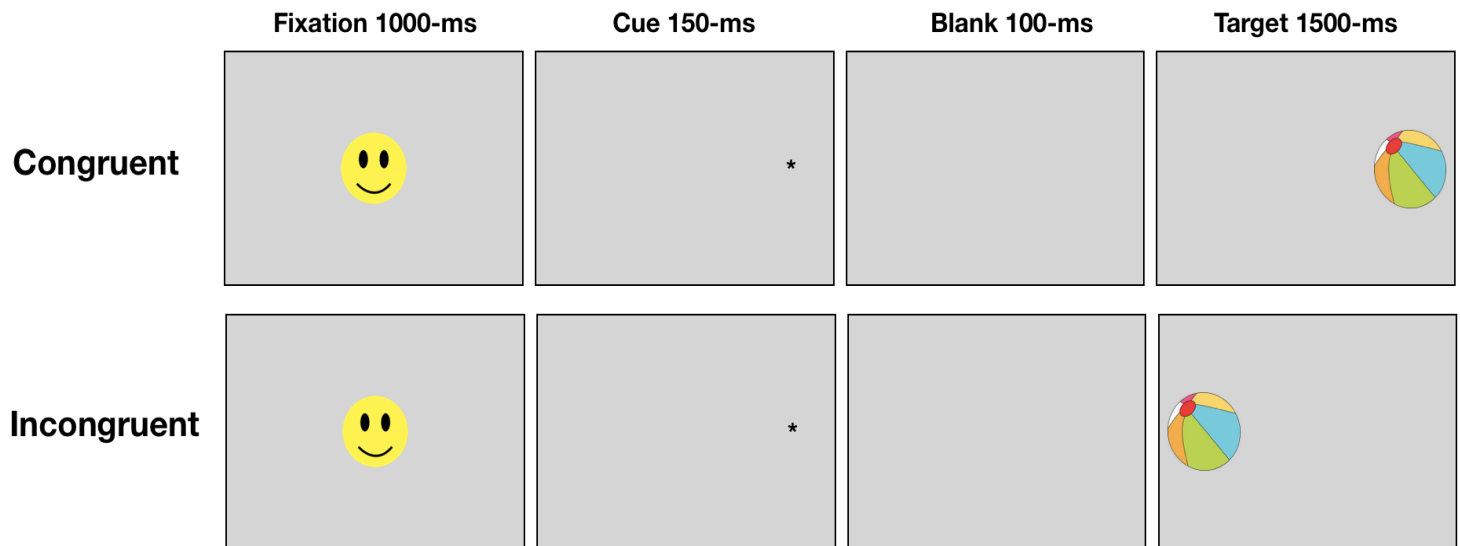 Fixation 1000-ms Cue 150-ms Blank 100-ms Target 1500-ms
Congruent
*
Incongruent
*